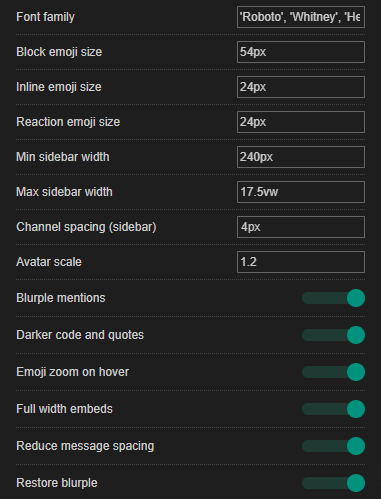 Font family 'Roboto', 'Whitney', 'He
Block emoji size 54px
Inline emoji size 24px
Reaction emoji size 24px
Min sidebar width 240px
Max sidebar width 17.5vw
Channel spacing (sidebar) 4px
Avatar scale 1.2
Blurple mentions
Darker code and quotes
Emoji zoom on hover
Full width embeds
Reduce message spacing
Restore blurple